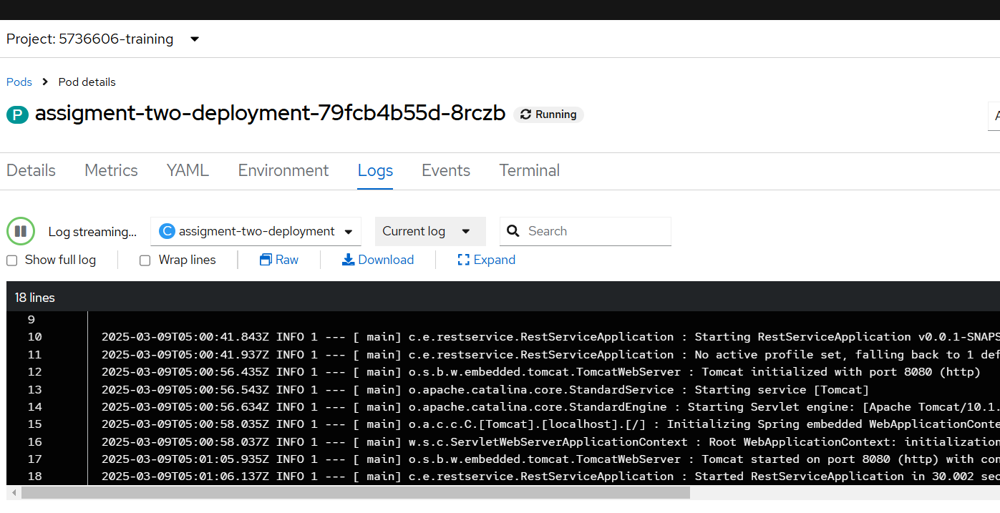 Project: 5736606-training
Pods > Pod details
P assigment-two-deployment-79fcb4b55d-8rczb Running
Details Metrics YAML Environment Logs Events Terminal
Log streaming... C assigment-two-deployment Current log Search
Show full log Wrap lines Raw Download Expand
18 lines
9
10 2025-03-09T05:00:41.843Z INFO 1 --- [ main] c.e.restservice.RestServiceApplication : Starting RestServiceApplication v0.0.1-SNAPS
11 2025-03-09T05:00:41.937Z INFO 1 --- [ main] c.e.restservice.RestServiceApplication : No active profile set, falling back to 1 def
12 2025-03-09T05:00:56.435Z INFO 1 --- [ main] o.s.b.w.embedded.tomcat.TomcatWebServer : Tomcat initialized with port 8080 (http)
13 2025-03-09T05:00:56.543Z INFO 1 --- [ main] o.apache.catalina.core.StandardService : Starting service [Tomcat]
14 2025-03-09T05:00:56.634Z INFO 1 --- [ main] o.apache.catalina.core.StandardEngine : Starting Servlet engine: [Apache Tomcat/10.1.
15 2025-03-09T05:00:58.035Z INFO 1 --- [ main] o.a.c.c.C.[Tomcat].[localhost].[/] : Initializing Spring embedded WebApplicationConte
16 2025-03-09T05:00:58.037Z INFO 1 --- [ main] w.s.c.ServletWebServerApplicationContext : Root WebApplicationContext: initialization
17 2025-03-09T05:01:05.935Z INFO 1 --- [ main] o.s.b.w.embedded.tomcat.TomcatWebServer : Tomcat started on port 8080 (http) with con
18 2025-03-09T05:01:06.137Z INFO 1 --- [ main] c.e.restservice.RestServiceApplication : Started RestServiceApplication in 30.002 sec